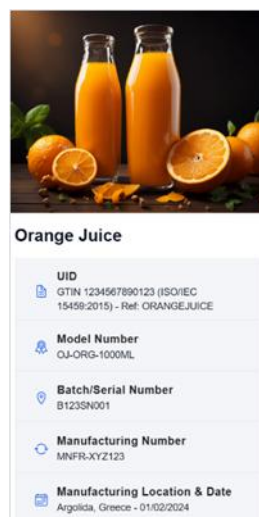 Orange Juice
UID
GTIN 1234567890123 (ISO/IEC
15459:2015) - Ref: ORANGEJUICE
Model Number
OJ-ORG-1000ML
Batch/Serial Number
B123SN001
Manufacturing Number
MNFR-XYZ123
Manufacturing Location & Date
Argolida, Greece - 01/02/2024